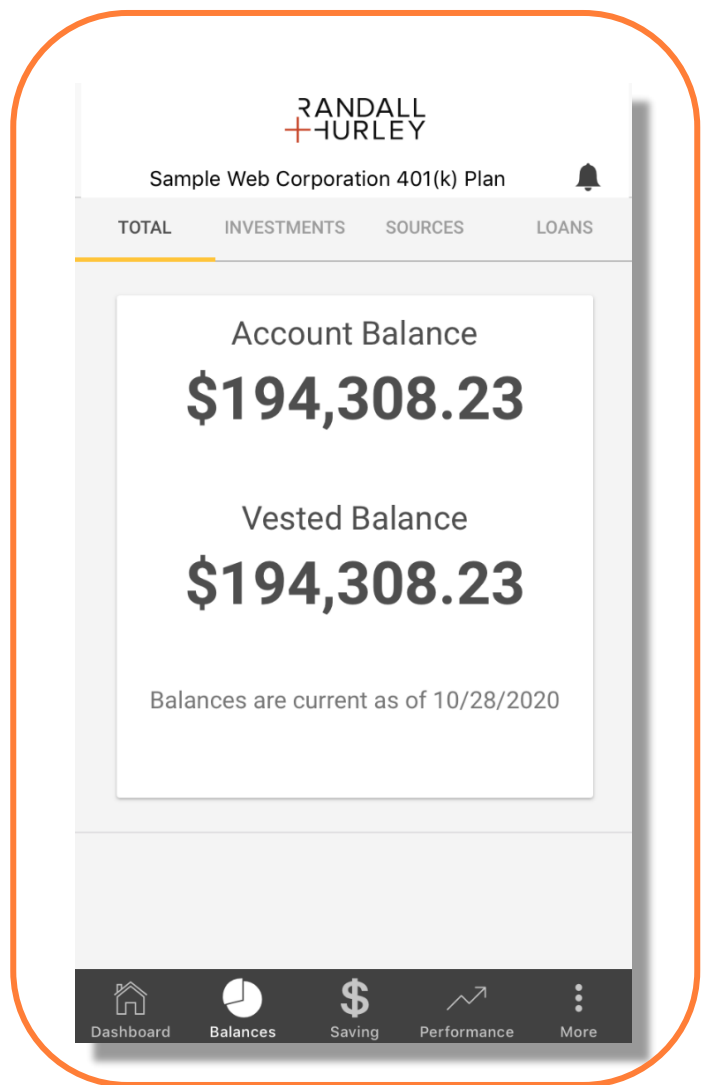 RANDALL
HURLEY
Sample Web Corporation 401(k) Plan
TOTAL INVESTMENTS SOURCES LOANS
Account Balance
$194,308.23
Vested Balance
$194,308.23
Balances are current as of 10/28/2020
$
Dashboard Balances Saving Performance More